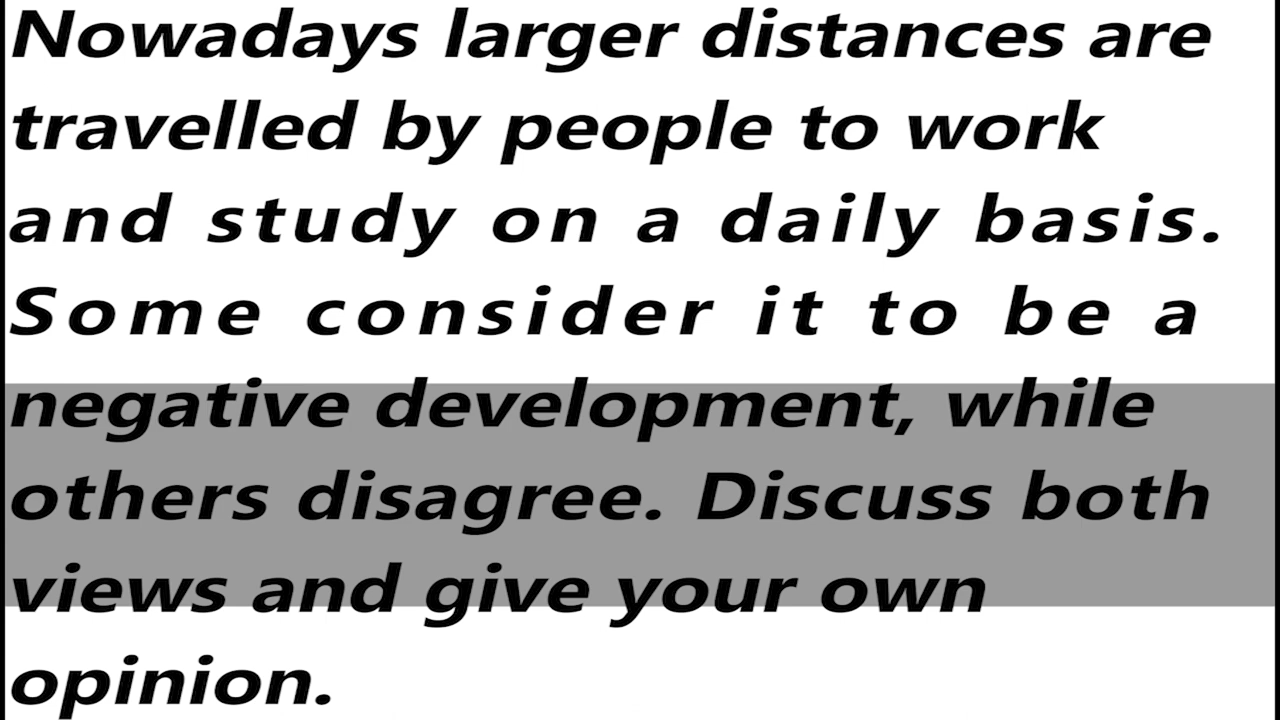 Nowadays larger distances are
travelled by people to work
and study on a daily basis.
Some consider it to be a
negative development, while
others disagree. Discuss both
views and give your own
opinion.